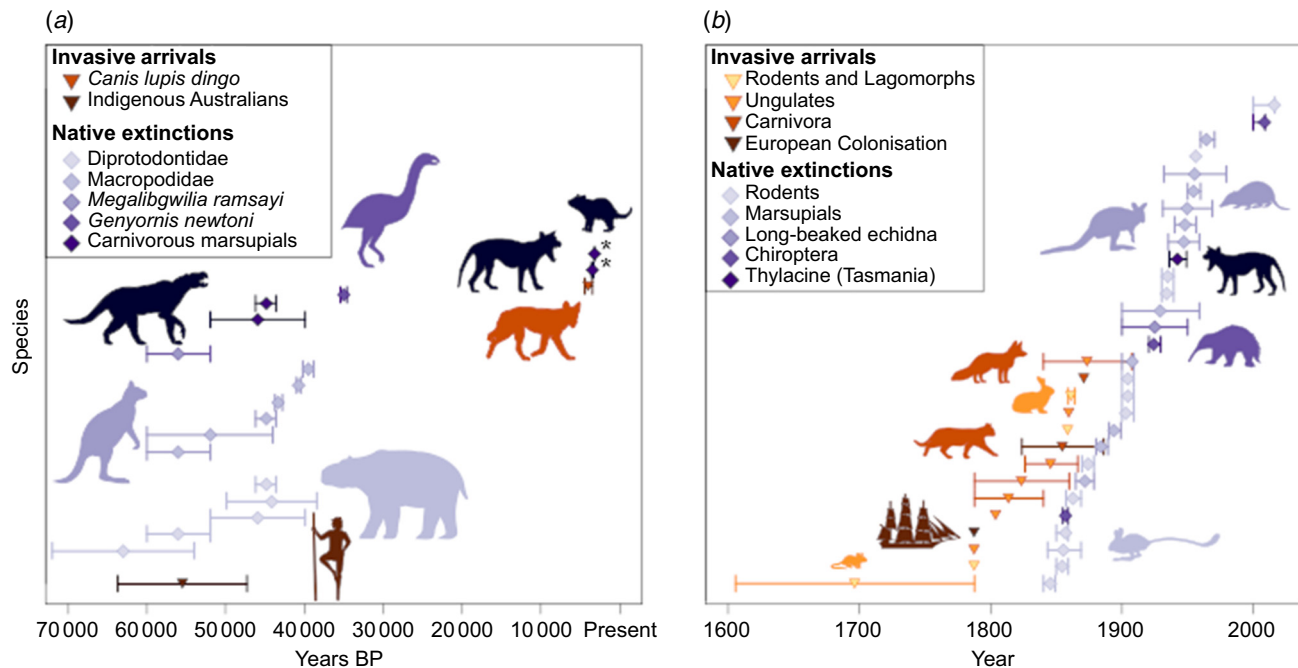 (a)
Invasive arrivals
Canis lupis dingo
Indigenous Australians
Native extinctions
Diprotodontidae
Macropodidae
Megalibgwilia ramsayi
Genyornis newtoni
Carnivorous marsupials
*
*
Species
70 000 60 000 50 000 40 000 30 000 20 000 10 000 Present
Years BP
(b)
Invasive arrivals
Rodents and Lagomorphs
Ungulates
Carnivora
European Colonisation
Native extinctions
Rodents
Marsupials
Long-beaked echidna
Chiroptera
Thylacine (Tasmania)
1600 1700 1800 1900 2000
Year